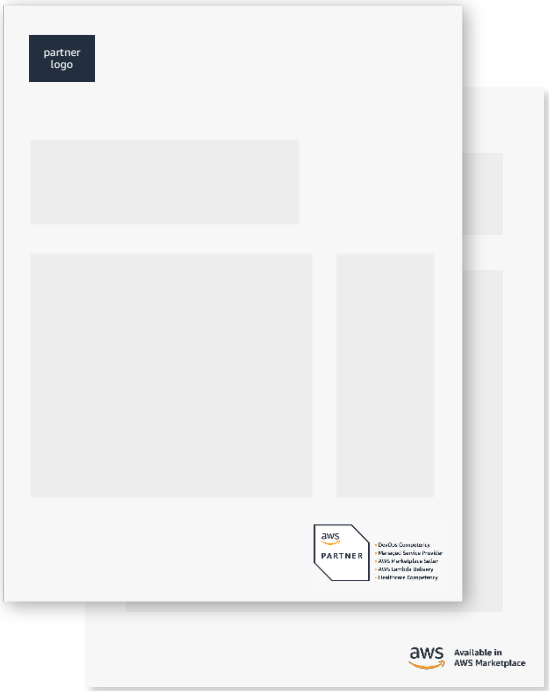 partner
logo
aws
PARTNER
DevOps Competency
Managed Service Provider
AWS Marketplace Seller
AWS Lambda Delivery
Healthcare Competency
aws
Available in
AWS Marketplace